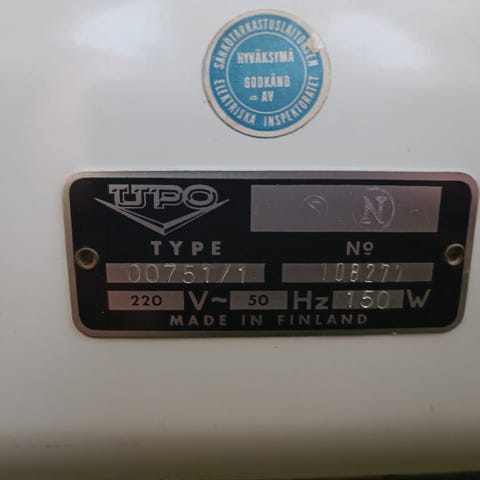 SÄHKÖTARKASTUSLAITOKSEN
HYVÄKSYMÄ
GODKÄND
= AV
ELEKTRISKA INSPEKTORATET
UPO
S N
TYPE No
00751/1 108277
220 V~ 50 Hz 150 W
MADE IN FINLAND